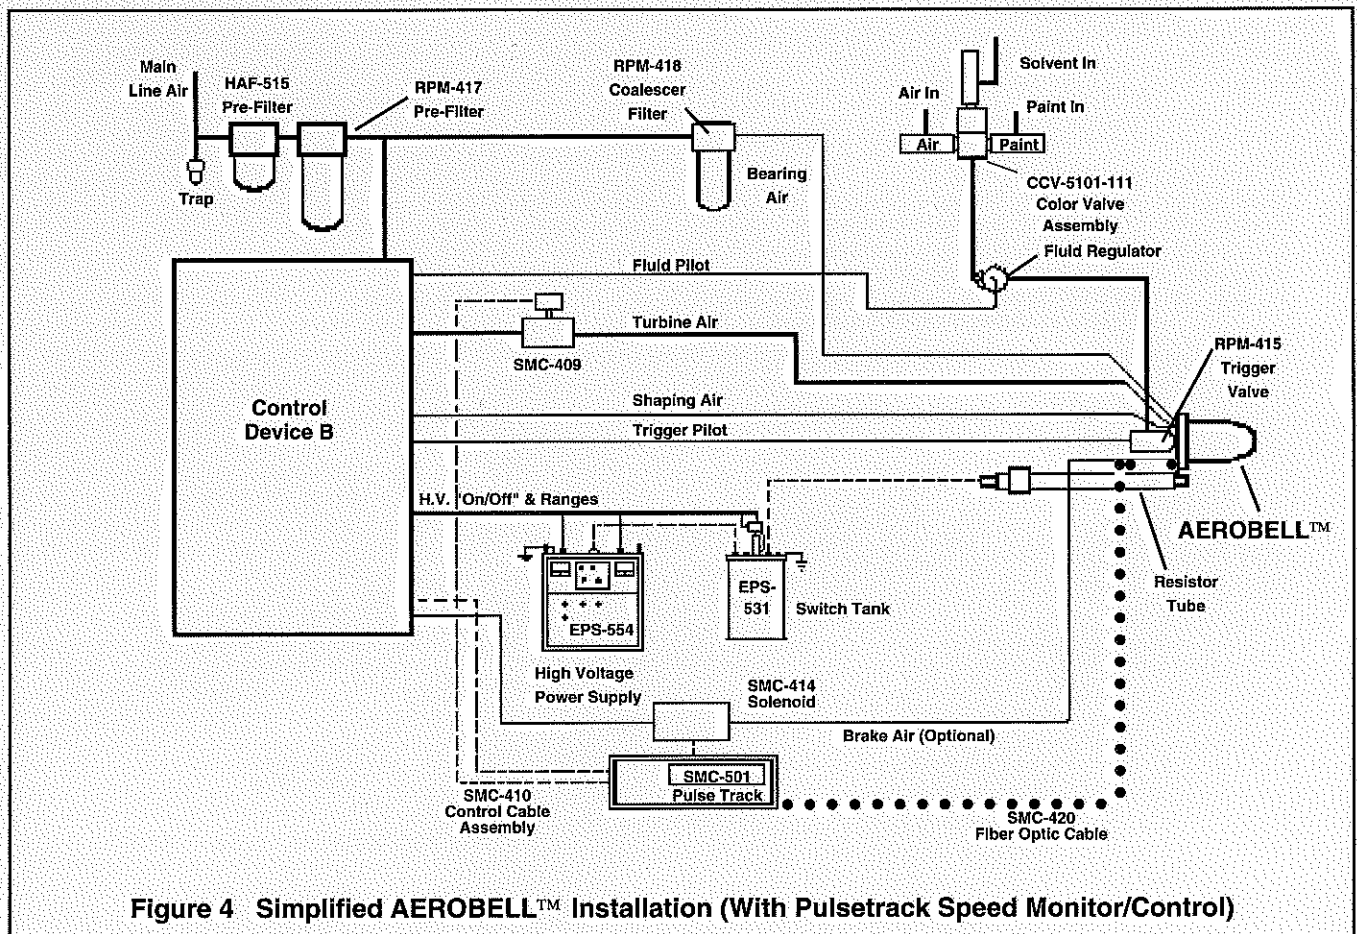 Main
Line Air
HAF-515
Pre-Filter
RPM-417
Pre-Filter
Trap
RPM-418
Coalescer
Filter
Bearing
Air
Solvent In
Air In
Paint In
Air
Paint
CCV-5101-111
Color Valve
Assembly
Fluid Regulator
Fluid Pilot
Turbine Air
SMC-409
RPM-415
Trigger
Valve
Control
Device B
Shaping Air
Trigger Pilot
H.V. "On/Off" & Ranges
AEROBELL™
Resistor
Tube
EPS-554
EPS-
531
Switch Tank
High Voltage
Power Supply
SMC-414
Solenoid
Brake Air (Optional)
SMC-501
Pulse Track
SMC-410
Control Cable
Assembly
SMC-420
Fiber Optic Cable
Figure 4 Simplified AEROBELL™ Installation (With Pulsetrack Speed Monitor/Control)